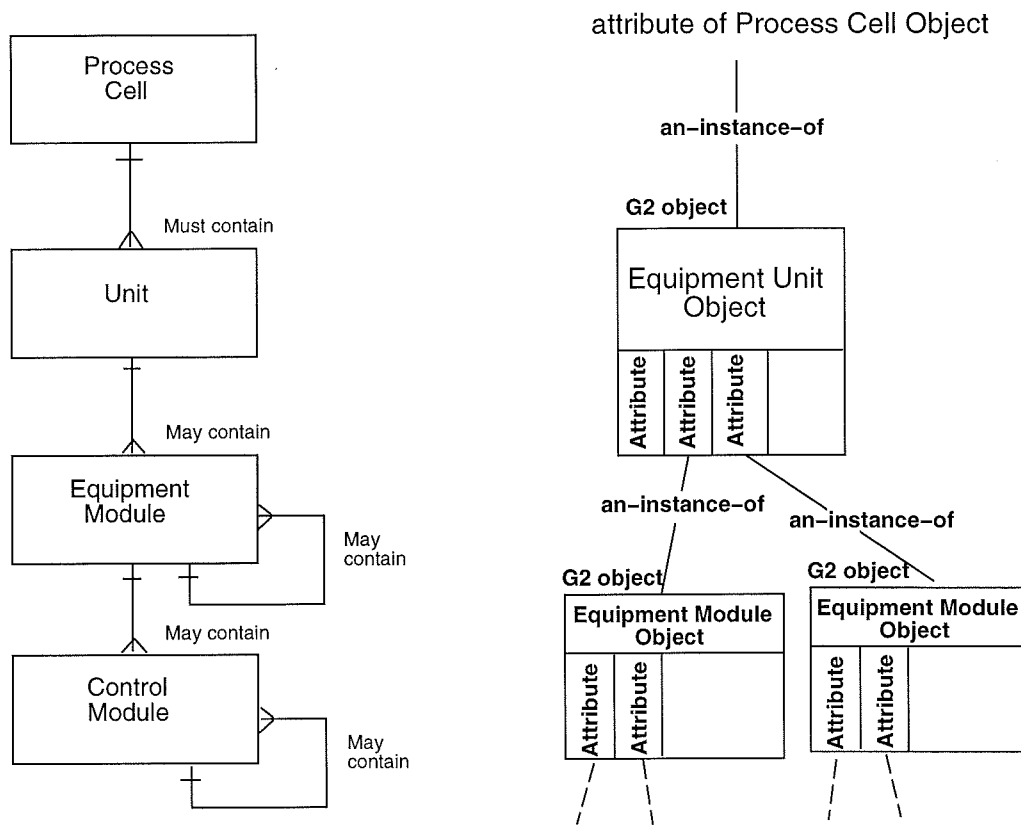 Process
Cell
Must contain
Unit
May contain
Equipment
Module
May
contain
May contain
Control
Module
May
contain
attribute of Process Cell Object
an–instance–of
G2 object
Equipment Unit
Object
Attribute
Attribute
Attribute
an–instance–of
an–instance–of
G2 object
Equipment Module
Object
Attribute
Attribute
G2 object
Equipment Module
Object
Attribute
Attribute